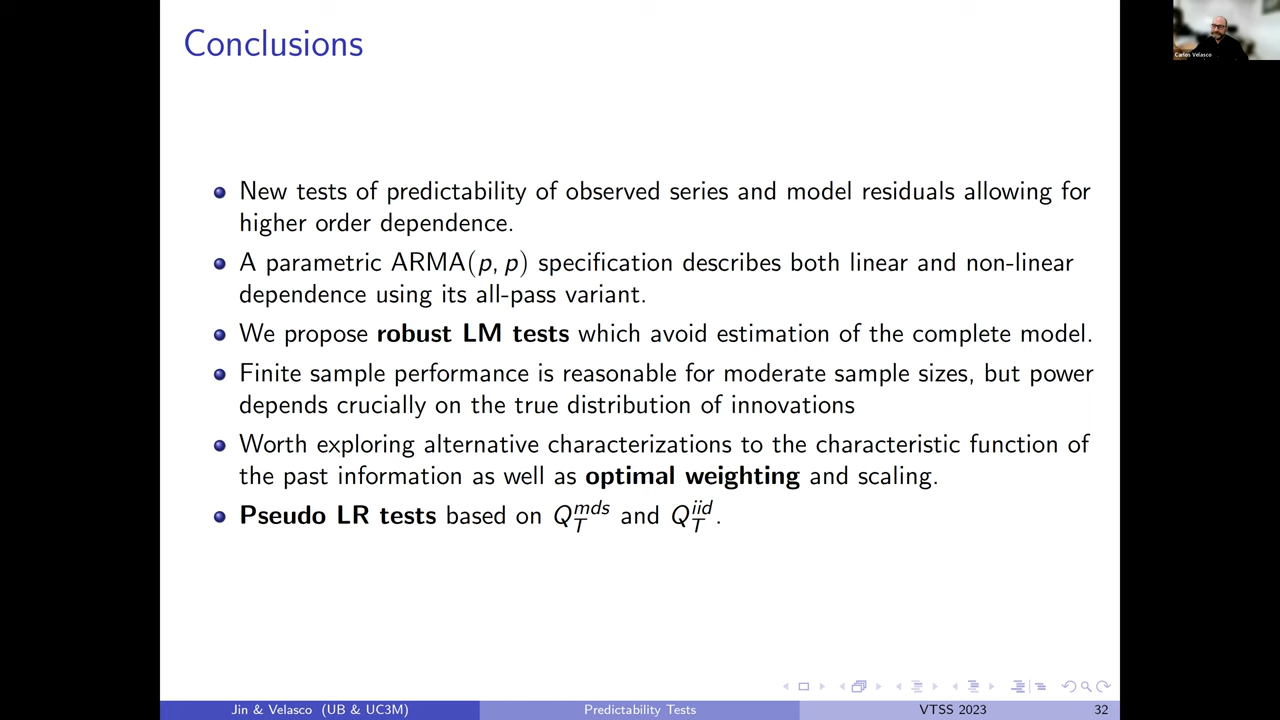 Conclusions
Carlos Velasco
New tests of predictability of observed series and model residuals allowing for
higher order dependence.
A parametric ARMA(p, p) specification describes both linear and non-linear
dependence using its all-pass variant.
We propose robust LM tests which avoid estimation of the complete model.
Finite sample performance is reasonable for moderate sample sizes, but power
depends crucially on the true distribution of innovations
Worth exploring alternative characterizations to the characteristic function of
the past information as well as optimal weighting and scaling.
Pseudo LR tests based on Q_T^{mds} and Q_T^{iid}.
Jin & Velasco (UB & UC3M)
Predictability Tests
VTSS 2023
32